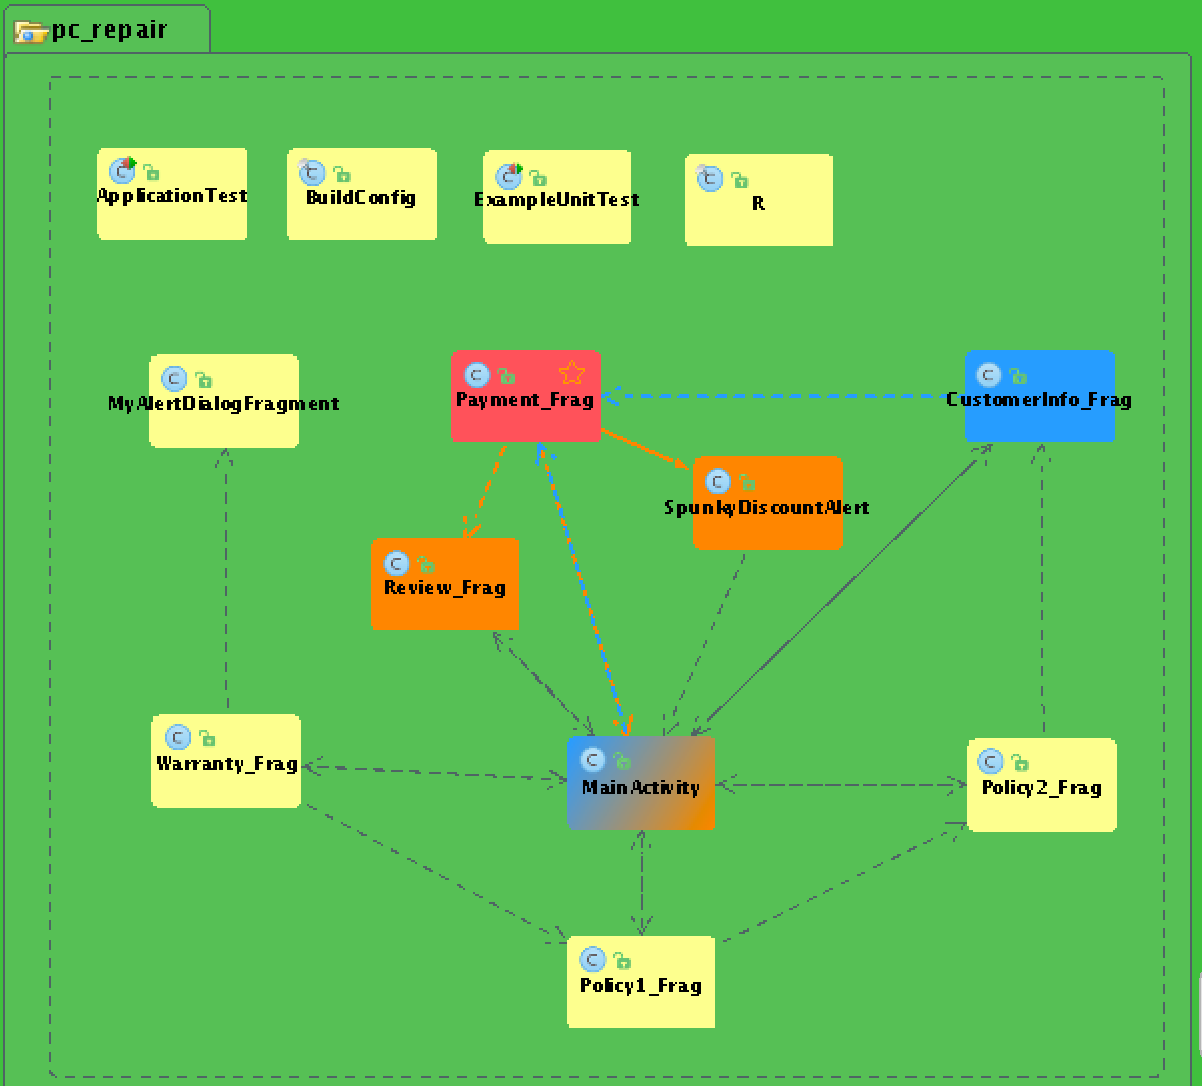 pc_repair
ApplicationTest
BuildConfig
ExampleUnitTest
R
MyAlertDialogFragment
Payment_Frag
CustomerInfo_Frag
SpunkyDiscountAlert
Review_Frag
Warranty_Frag
MainActivity
Policy2_Frag
Policy1_Frag